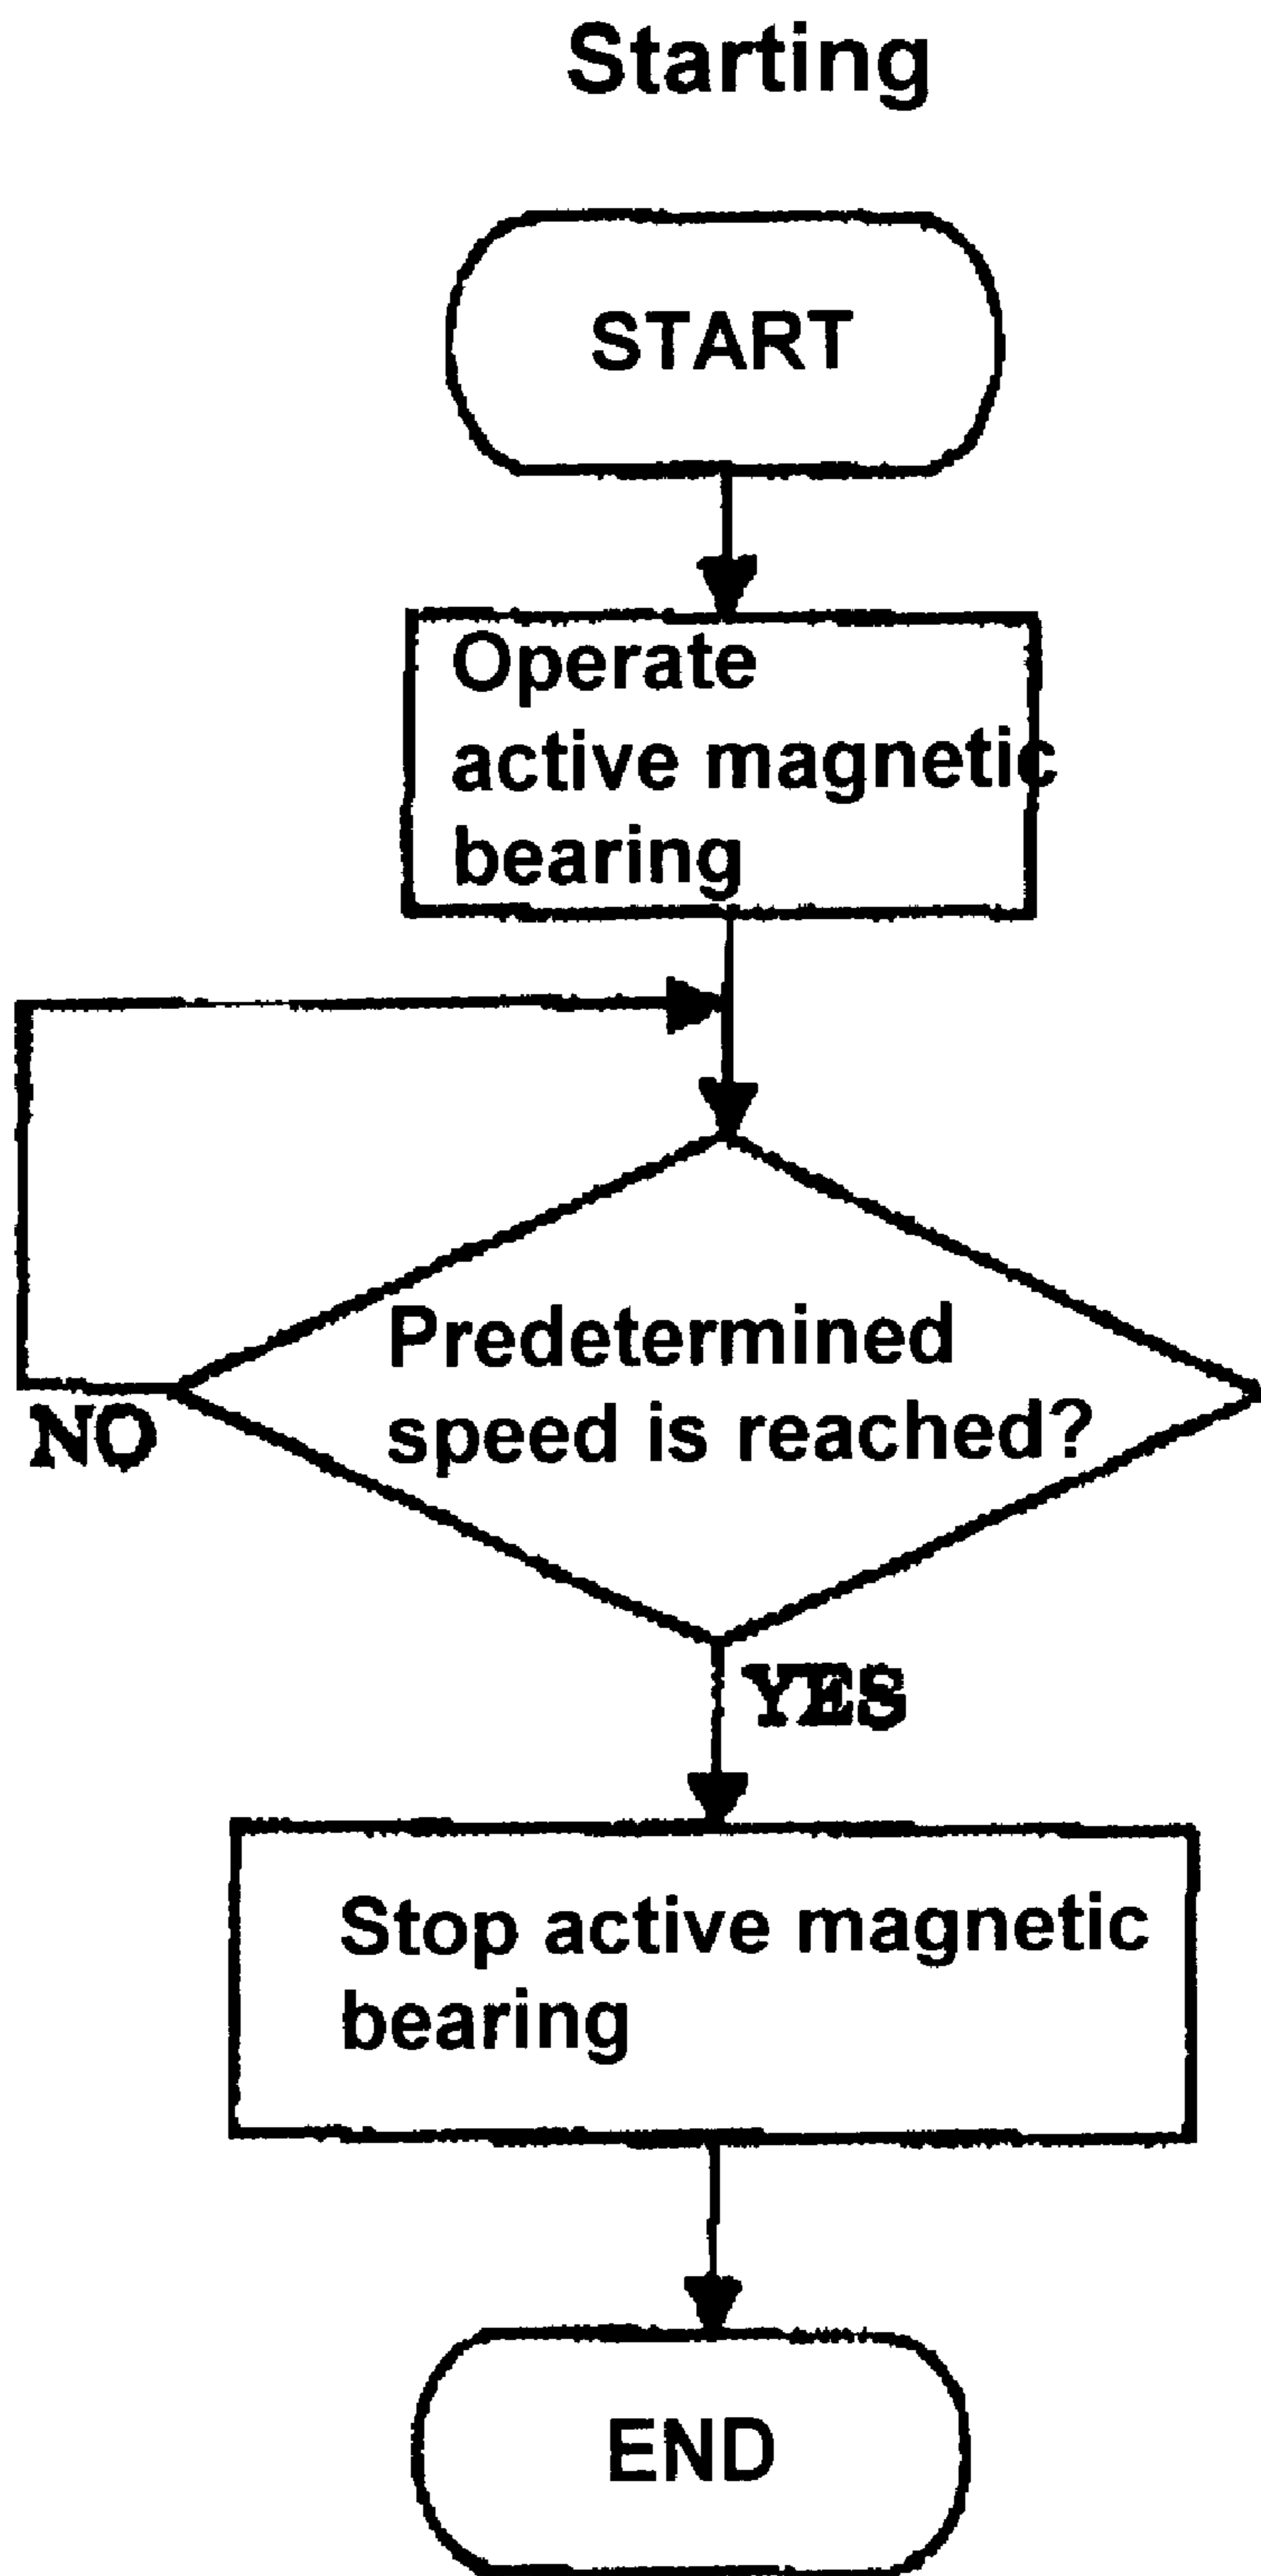 Starting
START
Operate
active magnetic
bearing
Predetermined
speed is reached?
NO
YES
Stop active magnetic
bearing
END